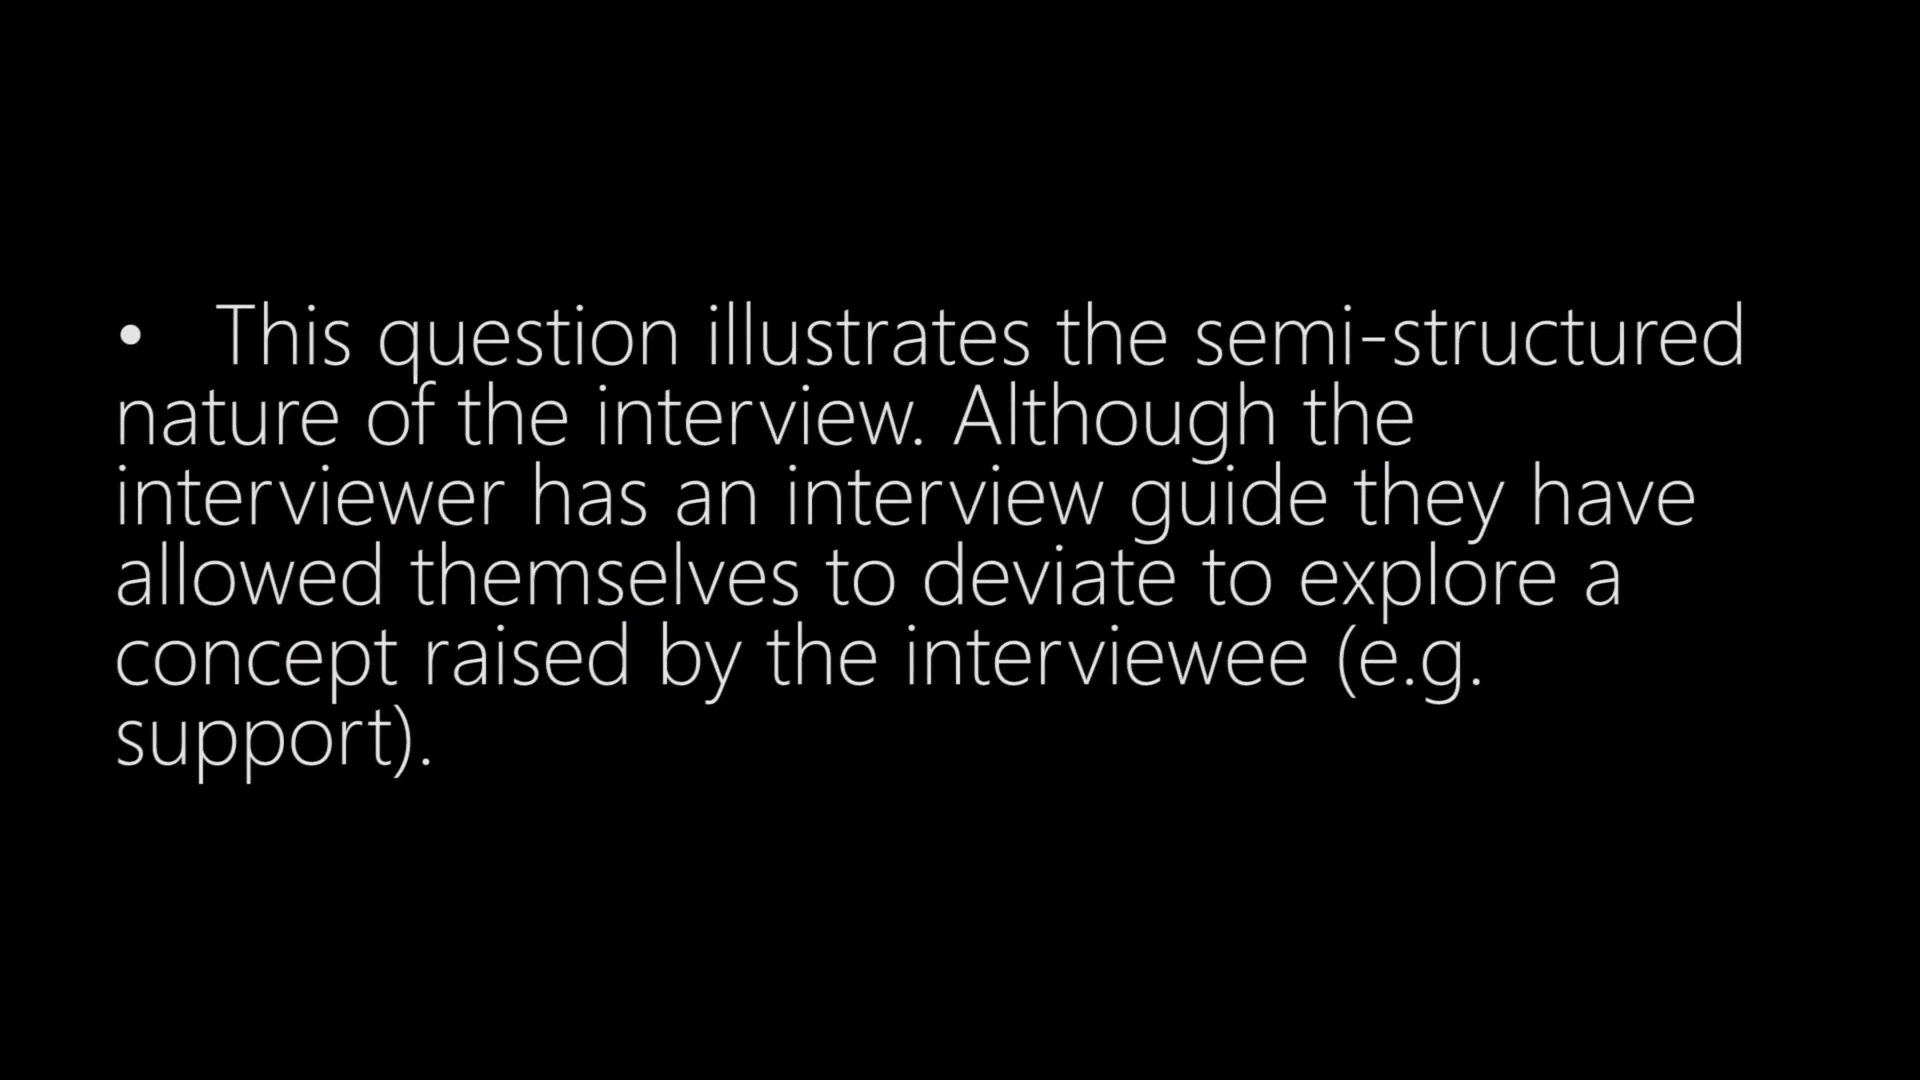 • This question illustrates the semi-structured
nature of the interview. Although the
interviewer has an interview guide they have
allowed themselves to deviate to explore a
concept raised by the interviewee (e.g.
support).